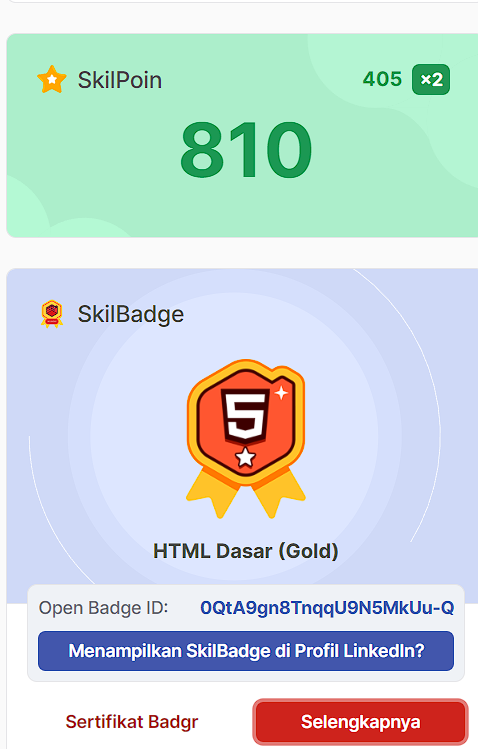 SkilPoin
405 ×2
810
SkilBadge
5
HTML Dasar (Gold)
Open Badge ID: 0QtA9gn8TnqqU9N5MkUu-Q
Menampilkan SkilBadge di Profil LinkedIn?
Sertifikat Badgr
Selengkapnya